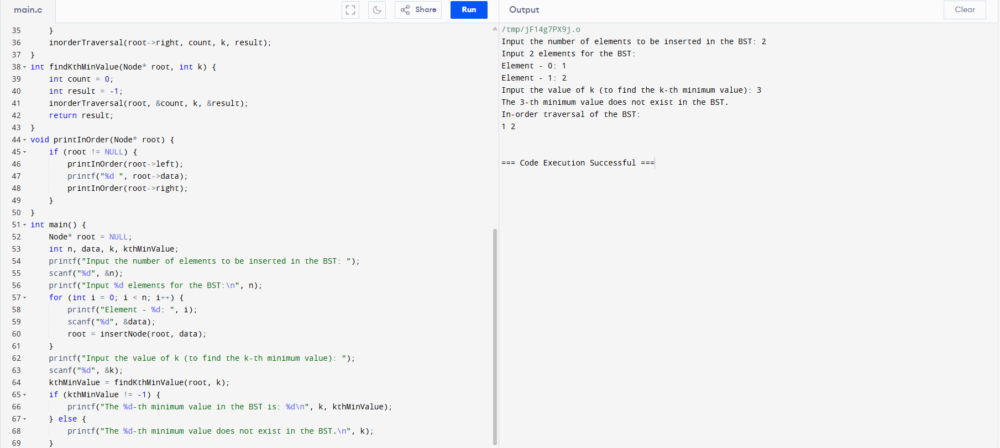 main.c
Share
Run
Output
Clear
35 }
36 inorderTraversal(root->right, count, k, result);
37 }
38 int findKthMinValue(Node* root, int k) {
39 int count = 0;
40 int result = -1;
41 inorderTraversal(root, &count, k, &result);
42 return result;
43 }
44 void printInOrder(Node* root) {
45 if (root != NULL) {
46 printInOrder(root->left);
47 printf("%d ", root->data);
48 printInOrder(root->right);
49 }
50 }
51 int main() {
52 Node* root = NULL;
53 int n, data, k, kthMinValue;
54 printf("Input the number of elements to be inserted in the BST: ");
55 scanf("%d", &n);
56 printf("Input %d elements for the BST:\n", n);
57 for (int i = 0; i < n; i++) {
58 printf("Element - %d: ", i);
59 scanf("%d", &data);
60 root = insertNode(root, data);
61 }
62 printf("Input the value of k (to find the k-th minimum value): ");
63 scanf("%d", &k);
64 kthMinValue = findKthMinValue(root, k);
65 if (kthMinValue != -1) {
66 printf("The %d-th minimum value in the BST is: %d\n", k, kthMinValue);
67 } else {
68 printf("The %d-th minimum value does not exist in the BST.\n", k);
69 }
/tmp/jF14g7PX9j.o
Input the number of elements to be inserted in the BST: 2
Input 2 elements for the BST:
Element - 0: 1
Element - 1: 2
Input the value of k (to find the k-th minimum value): 3
The 3-th minimum value does not exist in the BST.
In-order traversal of the BST:
1 2
=== Code Execution Successful ===